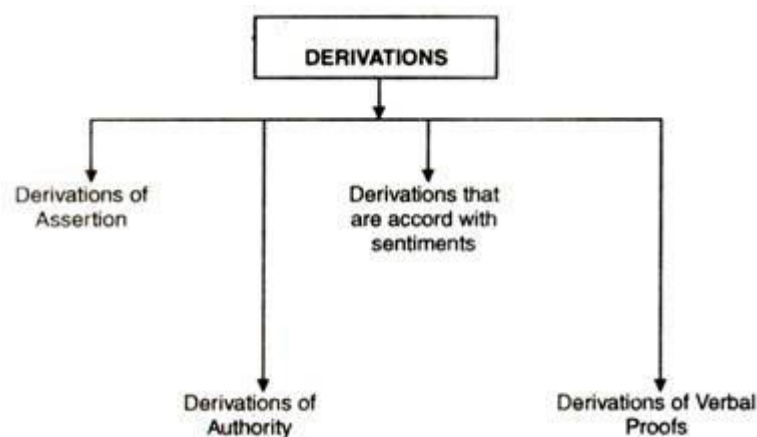 DERIVATIONS
Derivations of
Assertion
Derivations that
are accord with
sentiments
Derivations of
Authority
Derivations of Verbal
Proofs